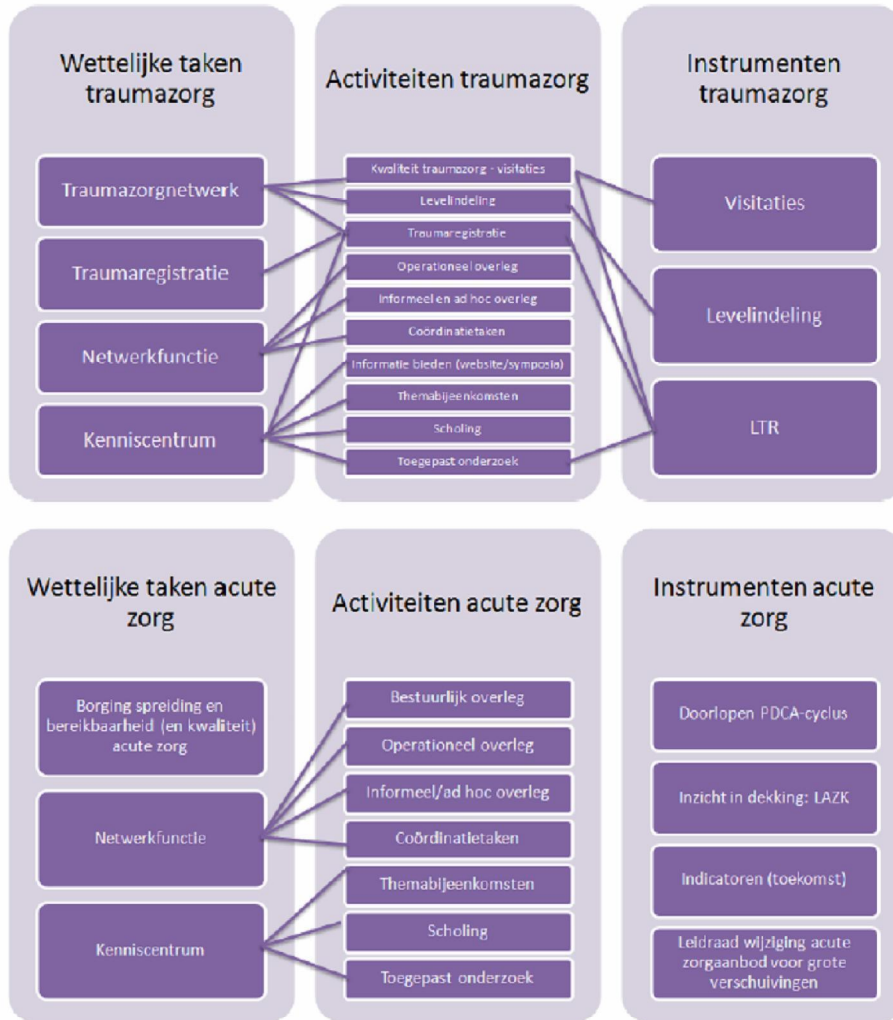 Wettelijke taken
traumazorg
Traumazorgnetwerk
Traumaregistratie
Netwerkfunctie
Kenniscentrum
Activiteiten traumazorg
Kwaliteit traumazorg - visitaties
Levelindeling
Traumaregistratie
Operationeel overleg
Informeel en ad hoc overleg
Coördinatietaken
Informatie bieden (website/symposia)
Themabijeenkomsten
Scholing
Toegepast onderzoek
Instrumenten
traumazorg
Visitaties
Levelindeling
LTR
Wettelijke taken acute
zorg
Borging spreiding en
bereikbaarheid (en kwaliteit)
acute zorg
Netwerkfunctie
Kenniscentrum
Activiteiten acute zorg
Bestuurlijk overleg
Operationeel overleg
Informeel/ad hoc overleg
Coördinatietaken
Themabijeenkomsten
Scholing
Toegepast onderzoek
Instrumenten acute
zorg
Doorlopen PDCA-cyclus
Inzicht in dekking: LAZK
Indicatoren (toekomst)
Leidraad wijziging acute
zorgaanbod voor grote
verschuivingen